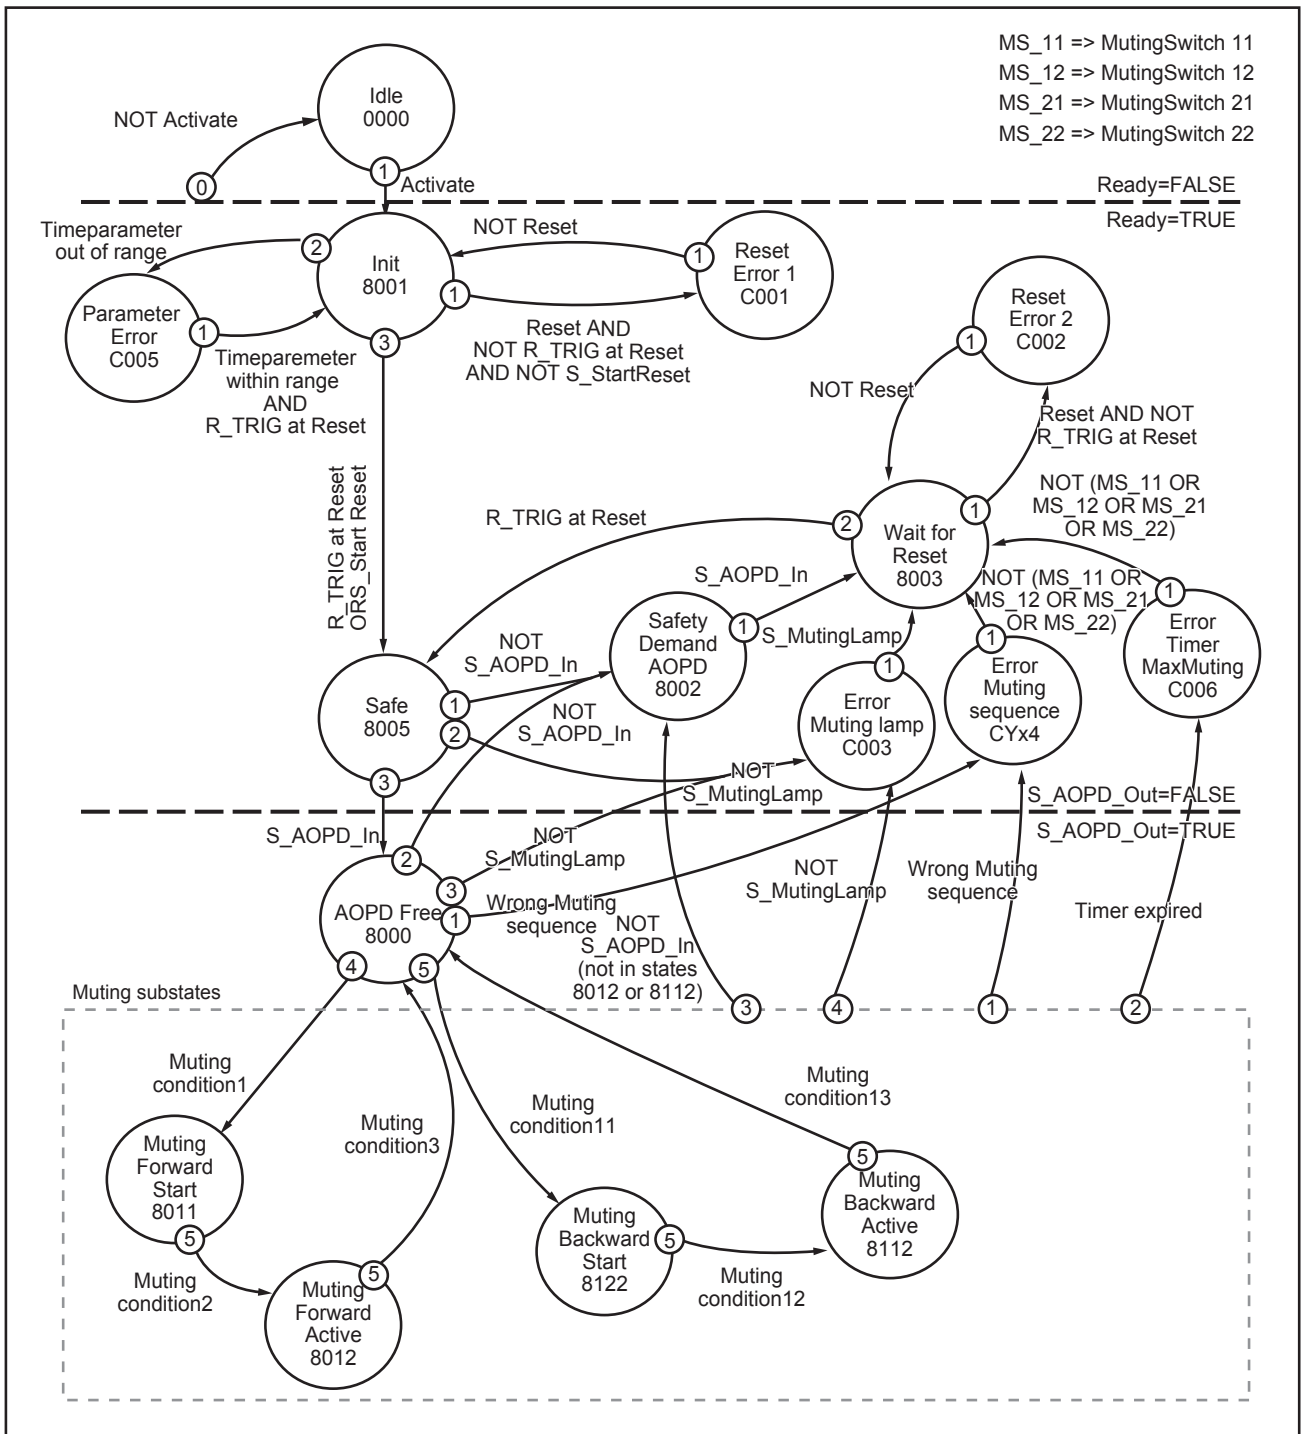 MS_11 => MutingSwitch 11
MS_12 => MutingSwitch 12
MS_21 => MutingSwitch 21
MS_22 => MutingSwitch 22
Idle
0000
NOT Activate
0
1
Activate
Ready=FALSE
Ready=TRUE
Timeparameter
out of range
2
Init
8001
NOT Reset
1
Reset
Error 1
C001
1
Reset AND
NOT R_TRIG at Reset
AND NOT S_StartReset
Parameter
Error
C005
1
Timeparemeter
within range
AND
R_TRIG at Reset
3
Reset
Error 2
C002
1
NOT Reset
Reset AND NOT
R_TRIG at Reset
R_TRIG at Reset
ORS_Start Reset
R_TRIG at Reset
2
Wait for
Reset
8003
1
NOT (MS_11 OR
MS_12 OR MS_21
OR MS_22)
S_AOPD_In
NOT (MS_11 OR
MS_12 OR MS_21
OR MS_22)
1
Error
Timer
MaxMuting
C006
Safety
Demand
AOPD
8002
1
S_MutingLamp
1
Error
Muting lamp
C003
1
Error
Muting
sequence
CYx4
NOT
S_AOPD_In
Safe
8005
1
2
3
NOT
S_AOPD_In
NOT
S_MutingLamp
S_AOPD_Out=FALSE
S_AOPD_Out=TRUE
S_AOPD_In
2
NOT
S_MutingLamp
3
AOPD Free
8000
1
4
5
Wrong Muting
sequence
NOT
S_AOPD_In
(not in states
8012 or 8112)
NOT
S_MutingLamp
Wrong Muting
sequence
Timer expired
Muting substates
3
4
1
2
Muting
condition1
Muting
condition3
Muting
condition11
Muting
condition13
Muting
Forward
Start
8011
5
Muting
condition2
5
Muting
Forward
Active
8012
Muting
Backward
Start
8122
5
Muting
condition12
5
Muting
Backward
Active
8112